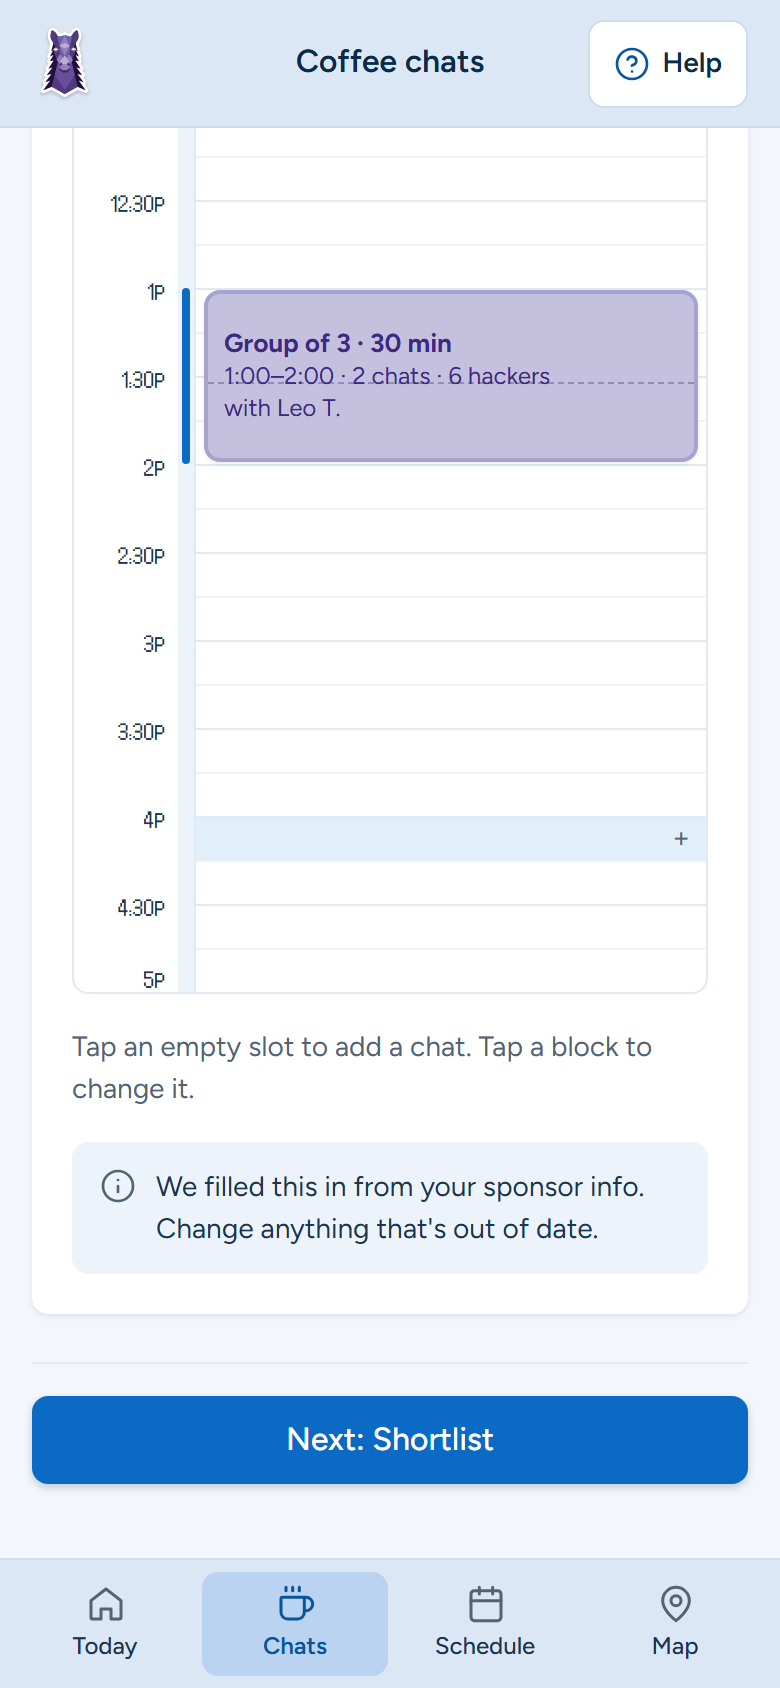 Coffee chats
Help
12:30P
1P
Group of 3 · 30 min
1:00–2:00 · 2 chats · 6 hackers
1:30P
with Leo T.
2P
2:30P
3P
3:30P
4P
+
4:30P
5P
Tap an empty slot to add a chat. Tap a block to
change it.
We filled this in from your sponsor info.
Change anything that's out of date.
Next: Shortlist
Today
Chats
Schedule
Map